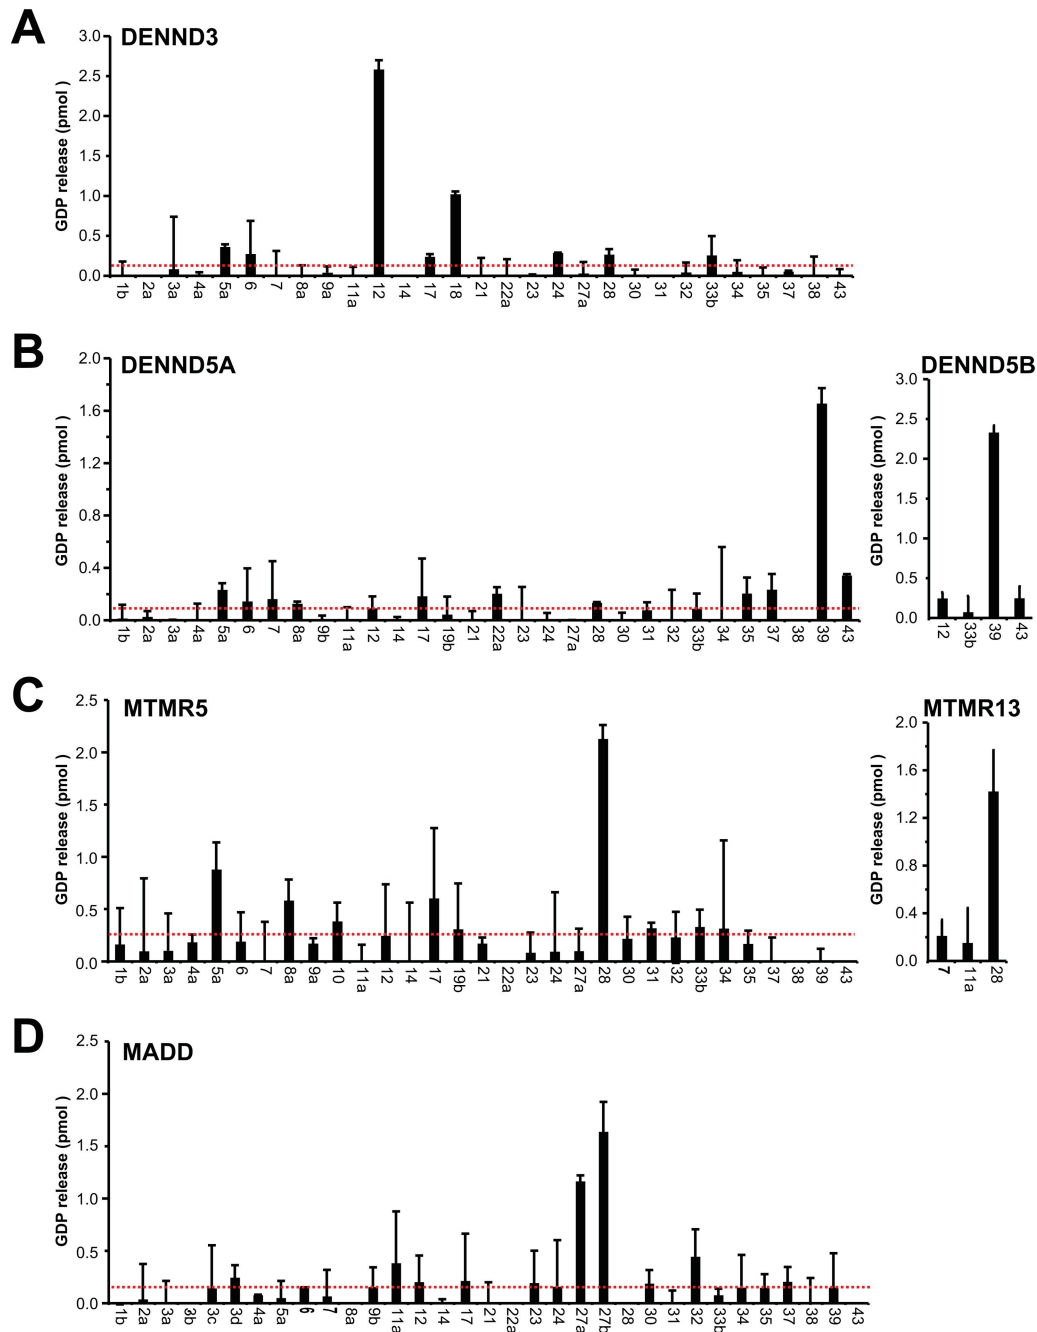 A
DENND3
GDP release (pmol )
3.0
2.5
2.0
1.5
1.0
0.5
0.0
1b 2a 3a 4a 5a 6 7 8a 9a 11a 12 14 17 18 21 22a 23 24 27a 28 30 31 32 33b 34 35 37 38 43
B
DENND5A
GDP release (pmol )
2.0
1.6
1.2
0.8
0.4
0.0
1b 2a 3a 4a 5a 6 7 8a 9b 11a 12 14 17 19b 21 22a 23 24 27a 28 30 31 32 33b 34 35 37 38 39 43
DENND5B
GDP release (pmol )
3.0
2.5
2.0
1.5
1.0
0.5
0.0
12 33b 39 43
C
MTMR5
GDP release (pmol )
2.5
2.0
1.5
1.0
0.5
0.0
1b 2a 3a 4a 5a 6 7 8a 9a 10 11a 12 14 17 19b 21 22a 23 24 27a 28 30 31 32 33b 34 35 37 38 39 43
MTMR13
GDP release (pmol )
2.0
1.6
1.2
0.8
0.4
0.0
7 11a 28
D
MADD
GDP release (pmol )
2.5
2.0
1.5
1.0
0.5
0.0
1b 2a 3a 3b 3c 3d 4a 5a 6 7 8a 9b 11a 12 14 17 21 22a 23 24 27a 27b 28 30 32 33b 34 35 37 38 39 43